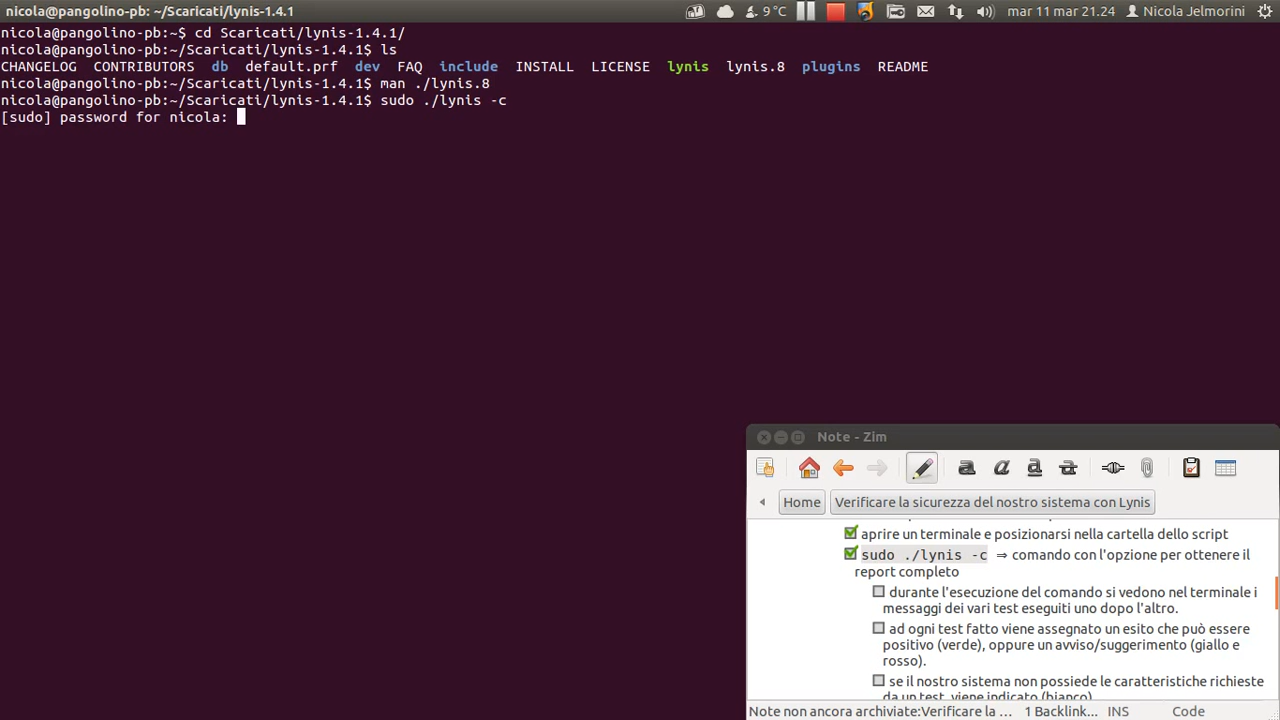 nicola@pangolino-pb: ~/Scaricati/lynis-1.4.1
9 °C
mar 11 mar 21.24
Nicola Jelmorini
nicola@pangolino-pb:~$ cd Scaricati/lynis-1.4.1/
nicola@pangolino-pb:~/Scaricati/lynis-1.4.1$ ls
CHANGELOG CONTRIBUTORS db default.prf dev FAQ include INSTALL LICENSE lynis lynis.8 plugins README
nicola@pangolino-pb:~/Scaricati/lynis-1.4.1$ man ./lynis.8
nicola@pangolino-pb:~/Scaricati/lynis-1.4.1$ sudo ./lynis -c
[sudo] password for nicola:
Note - Zim
a a a a
Home Verificare la sicurezza del nostro sistema con Lynis
aprire un terminale e posizionarsi nella cartella dello script
sudo ./lynis -c ⇒ comando con l'opzione per ottenere il
report completo
durante l'esecuzione del comando si vedono nel terminale i
messaggi dei vari test eseguiti uno dopo l'altro.
ad ogni test fatto viene assegnato un esito che può essere
positivo (verde), oppure un avviso/suggerimento (giallo e
rosso).
se il nostro sistema non possiede le caratteristiche richieste
da un test, viene indicato (bianco)
Note non ancora archiviate:Verificare la ... 1 Backlink... INS Code